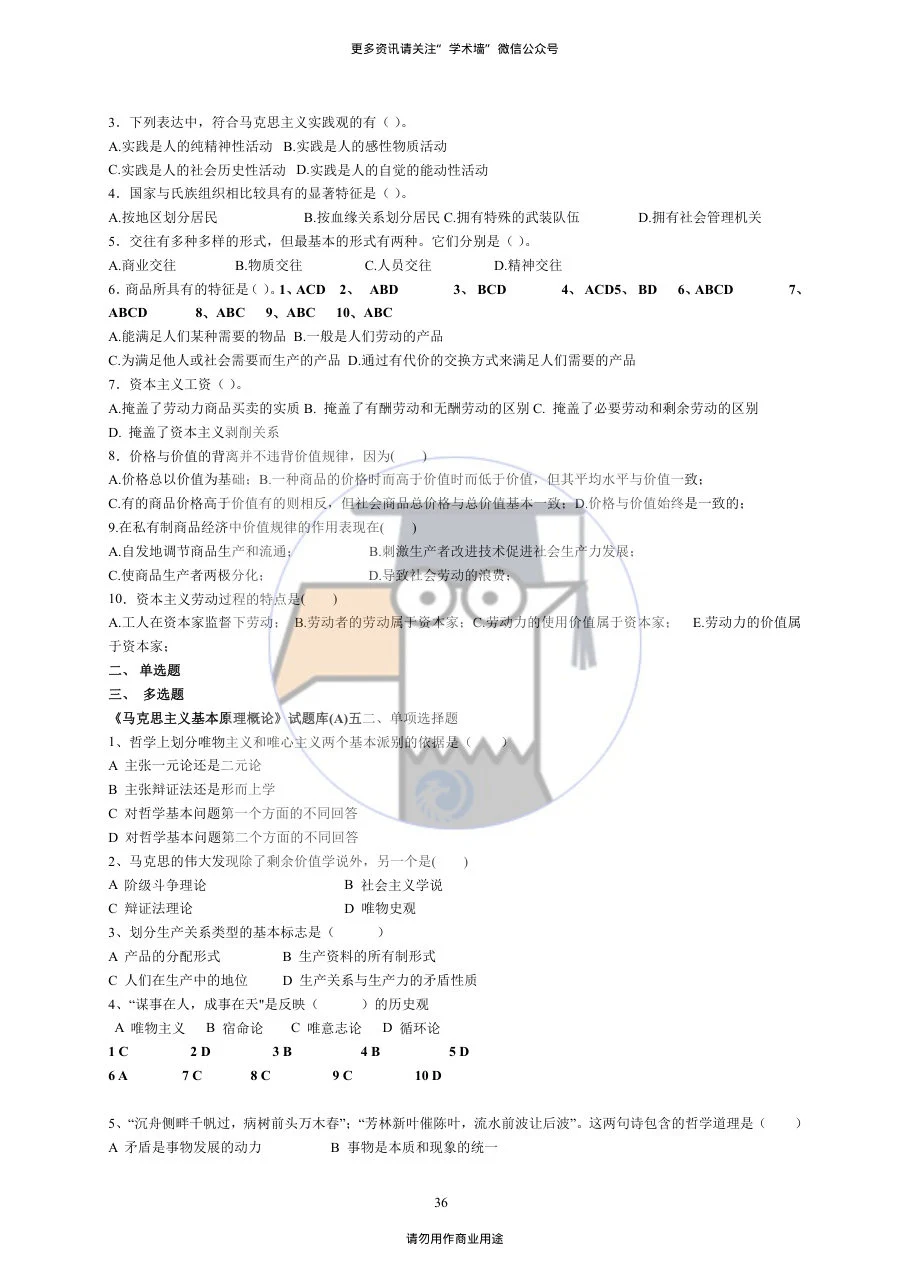 更多资讯请关注“学术墙”微信公众号
3．下列表达中，符合马克思主义实践观的有（ ）。
A.实践是人的纯精神性活动 B.实践是人的感性物质活动
C.实践是人的社会历史性活动 D.实践是人的自觉的能动性活动
4．国家与氏族组织相比较具有的显著特征是（ ）。
A.按地区划分居民 B.按血缘关系划分居民 C.拥有特殊的武装队伍 D.拥有社会管理机关
5．交往有多种多样的形式，但最基本的形式有两种。它们分别是（ ）。
A.商业交往 B.物质交往 C.人员交往 D.精神交往
6．商品所具有的特征是（ ）。1、ACD 2、 ABD 3、 BCD 4、 ACD5、 BD 6、ABCD 7、
ABCD 8、ABC 9、ABC 10、ABC
A.能满足人们某种需要的物品 B.一般是人们劳动的产品
C.为满足他人或社会需要而生产的产品 D.通过有代价的交换方式来满足人们需要的产品
7．资本主义工资（ ）。
A.掩盖了劳动力商品买卖的实质 B. 掩盖了有酬劳动和无酬劳动的区别 C. 掩盖了必要劳动和剩余劳动的区别
D. 掩盖了资本主义剥削关系
8．价格与价值的背离并不违背价值规律，因为( )
A.价格总以价值为基础；B.一种商品的价格时而高于价值时而低于价值，但其平均水平与价值一致；
C.有的商品价格高于价值有的则相反，但社会商品总价格与总价值基本一致；D.价格与价值始终是一致的；
9.在私有制商品经济中价值规律的作用表现在( )
A.自发地调节商品生产和流通； B.刺激生产者改进技术促进社会生产力发展；
C.使商品生产者两极分化； D.导致社会劳动的浪费；
10．资本主义劳动过程的特点是( )
A.工人在资本家监督下劳动； B.劳动者的劳动属于资本家；C.劳动力的使用价值属于资本家； E.劳动力的价值属
于资本家；
二、 单选题
三、 多选题
《马克思主义基本原理概论》试题库(A)五二、单项选择题
1、哲学上划分唯物主义和唯心主义两个基本派别的依据是（ ）
A 主张一元论还是二元论
B 主张辩证法还是形而上学
C 对哲学基本问题第一个方面的不同回答
D 对哲学基本问题第二个方面的不同回答
2、马克思的伟大发现除了剩余价值学说外，另一个是( )
A 阶级斗争理论 B 社会主义学说
C 辩证法理论 D 唯物史观
3、划分生产关系类型的基本标志是（ ）
A 产品的分配形式 B 生产资料的所有制形式
C 人们在生产中的地位 D 生产关系与生产力的矛盾性质
4、“谋事在人，成事在天"是反映（ ）的历史观
A 唯物主义 B 宿命论 C 唯意志论 D 循环论
1 C 2 D 3 B 4 B 5 D
6 A 7 C 8 C 9 C 10 D
5、“沉舟侧畔千帆过，病树前头万木春”；“芳林新叶催陈叶，流水前波让后波”。这两句诗包含的哲学道理是（ ）
A 矛盾是事物发展的动力 B 事物是本质和现象的统一
36
请勿用作商业用途